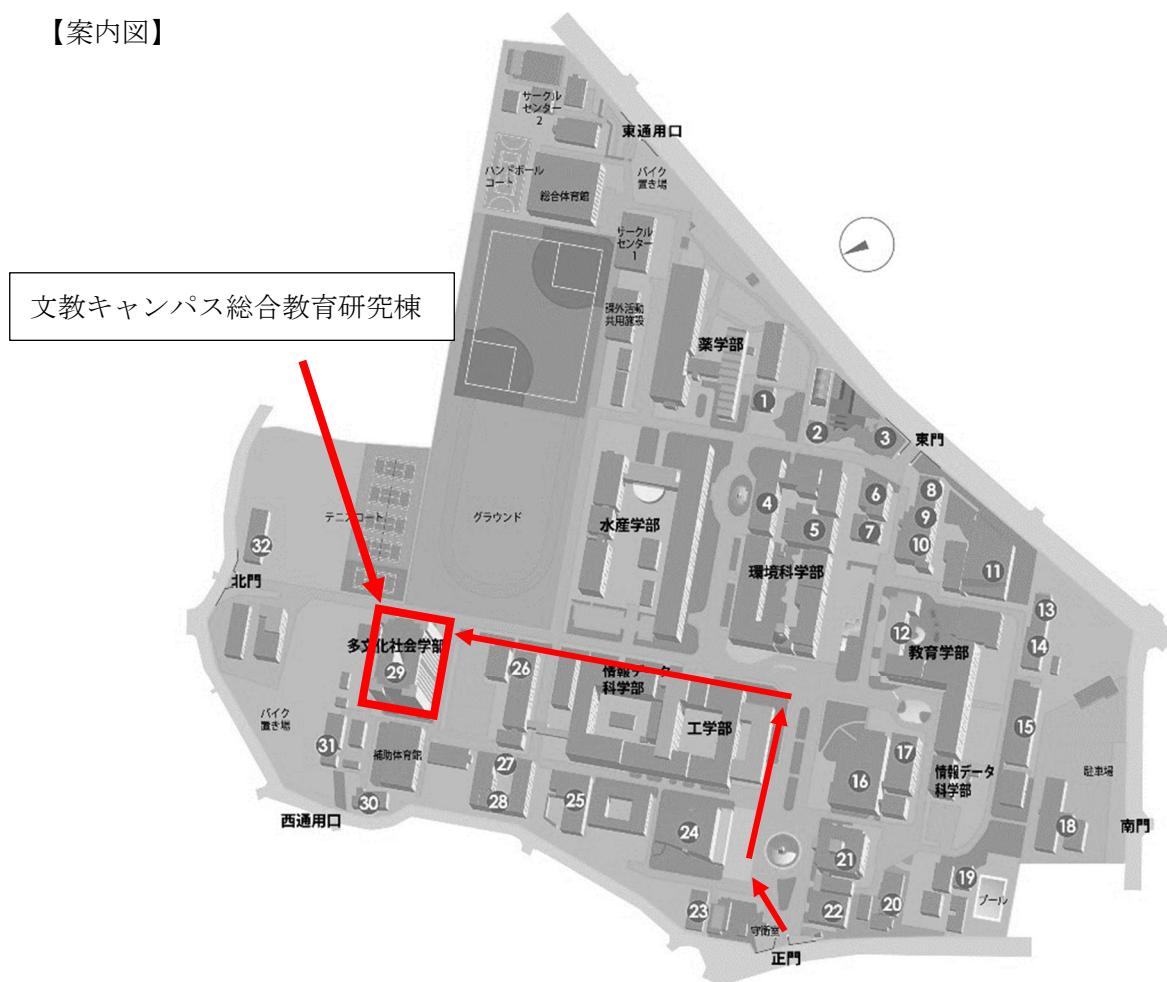 【案内図】
サークル
センター
2
東通用口
ハンドボール
コート
バイク
置き場
総合体育館
サークル
センター
1
文教キャンパス総合教育研究棟
課外活動
共用施設
薬学部
1
2
3
東門
テニスコート
グラウンド
水産学部
4
5
6
7
8
9
10
11
環境科学部
32
北門
13
12
14
教育学部
多文化社会学部
29
26
情報データ
科学部
工学部
15
バイク
置き場
31
補助体育館
27
28
25
16
17
情報データ
科学部
駐車場
30
西通用口
24
18
南門
21
19
プール
23
22
20
守衛室
正門